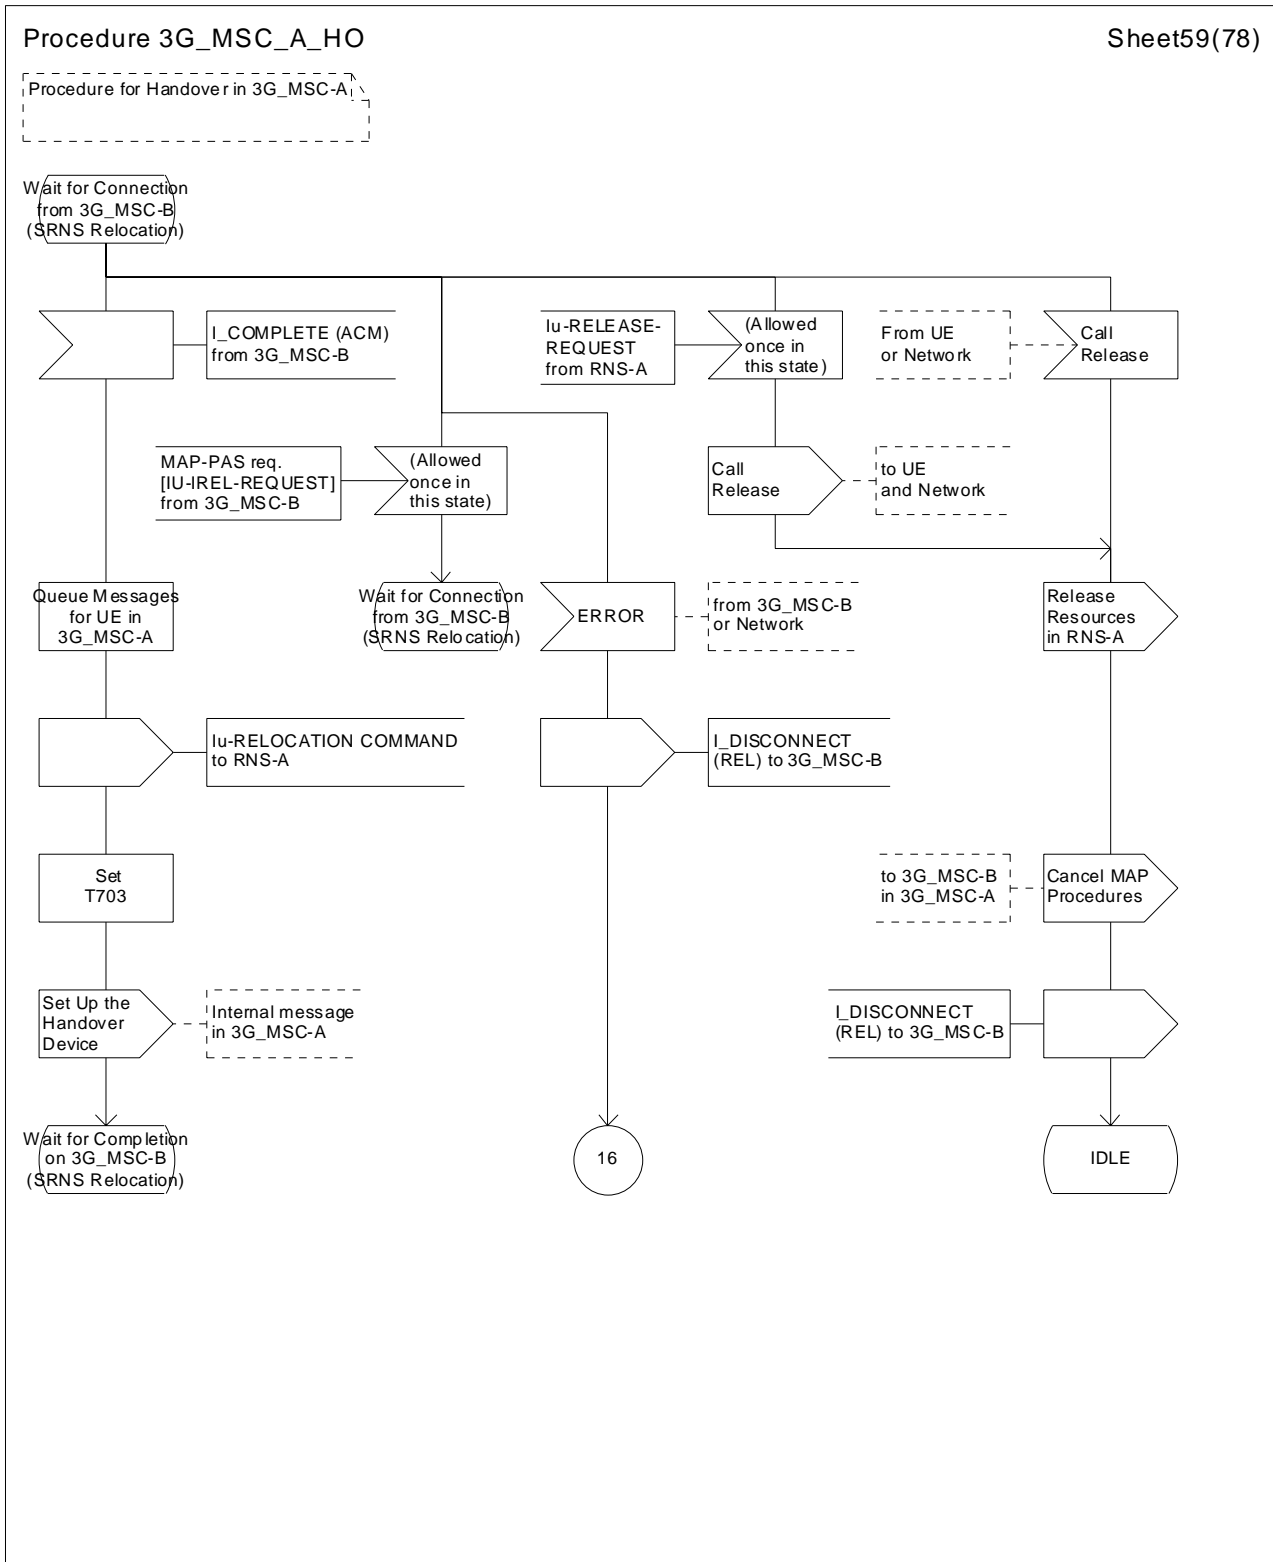 Procedure 3G_MSC_A_HO
Sheet59(78)
Procedure for Handover in 3G_MSC-A
Wait for Connection
from 3G_MSC-B
(SRNS Relocation)
I_COMPLETE (ACM)
from 3G_MSC-B
Iu-RELEASE-
REQUEST
from RNS-A
(Allowed
once in
this state)
From UE
or Network
Call
Release
MAP-PAS req.
[IU-IREL-REQUEST]
from 3G_MSC-B
(Allowed
once in
this state)
Call
Release
to UE
and Network
Queue Messages
for UE in
3G_MSC-A
Wait for Connection
from 3G_MSC-B
(SRNS Relocation)
ERROR
from 3G_MSC-B
or Network
Release
Resources
in RNS-A
Iu-RELOCATION COMMAND
to RNS-A
I_DISCONNECT
(REL) to 3G_MSC-B
Set
T703
to 3G_MSC-B
in 3G_MSC-A
Cancel MAP
Procedures
Set Up the
Handover
Device
Internal message
in 3G_MSC-A
I_DISCONNECT
(REL) to 3G_MSC-B
Wait for Completion
on 3G_MSC-B
(SRNS Relocation)
16
IDLE